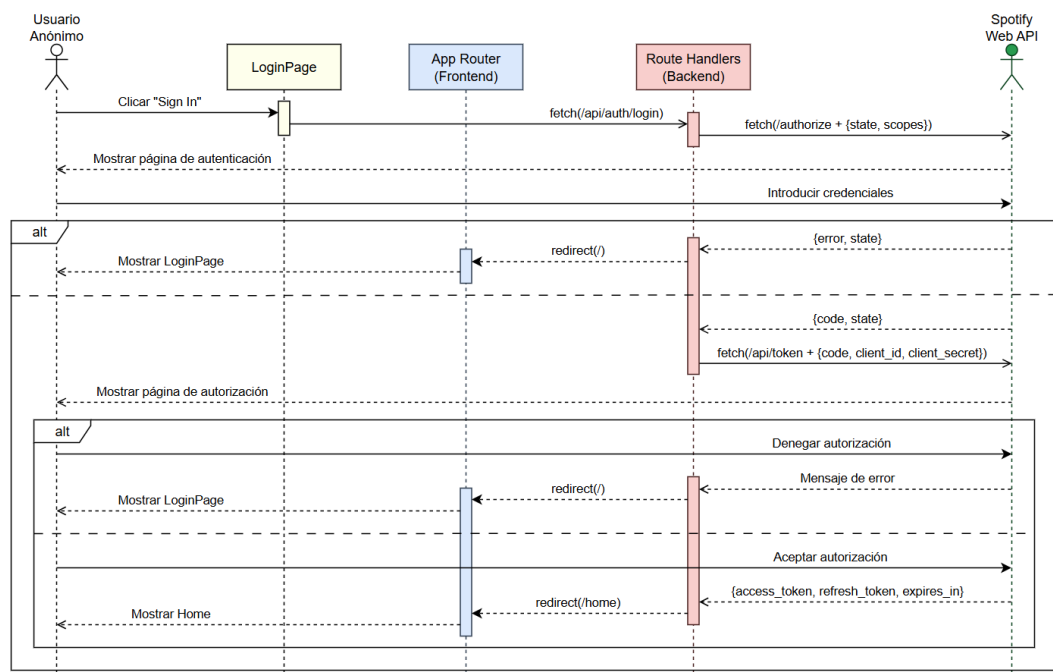 Usuario
Anónimo
LoginPage
App Router
(Frontend)
Route Handlers
(Backend)
Spotify
Web API
Clicar "Sign In"
fetch(/api/auth/login)
fetch(/authorize + {state, scopes})
Mostrar página de autenticación
Introducir credenciales
alt
{error, state}
redirect(/)
Mostrar LoginPage
{code, state}
fetch(/api/token + {code, client_id, client_secret})
Mostrar página de autorización
alt
Denegar autorización
Mensaje de error
redirect(/)
Mostrar LoginPage
Aceptar autorización
{access_token, refresh_token, expires_in}
redirect(/home)
Mostrar Home